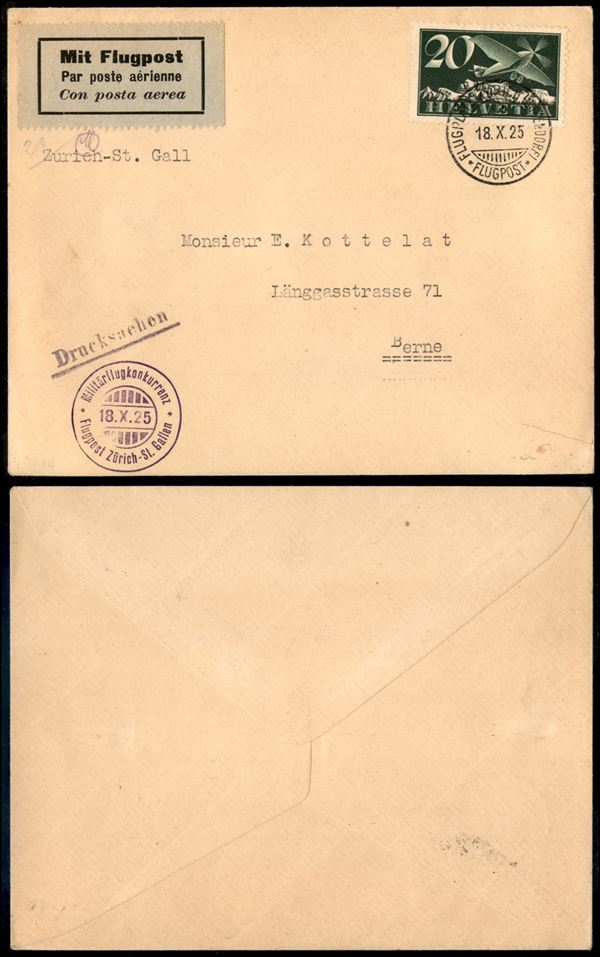 Mit Flugpost
Par poste aérienne
Con posta aerea
20
HELVETIA
18.X.25
FLUGPOST
Zürich-St. Gall
Monsieur E. Kottelat
Länggasstrasse 71
Berne
Drucksachen
Militärflugkonkurrenz
18.X.25
Flugpost Zürich-St. Gallen